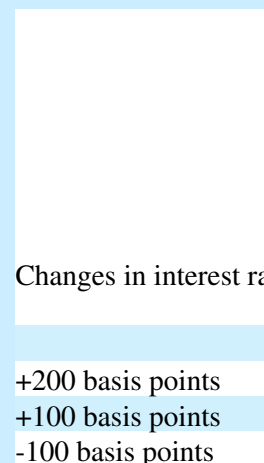 Changes in interest
+200 basis points
+100 basis points
-100 basis points